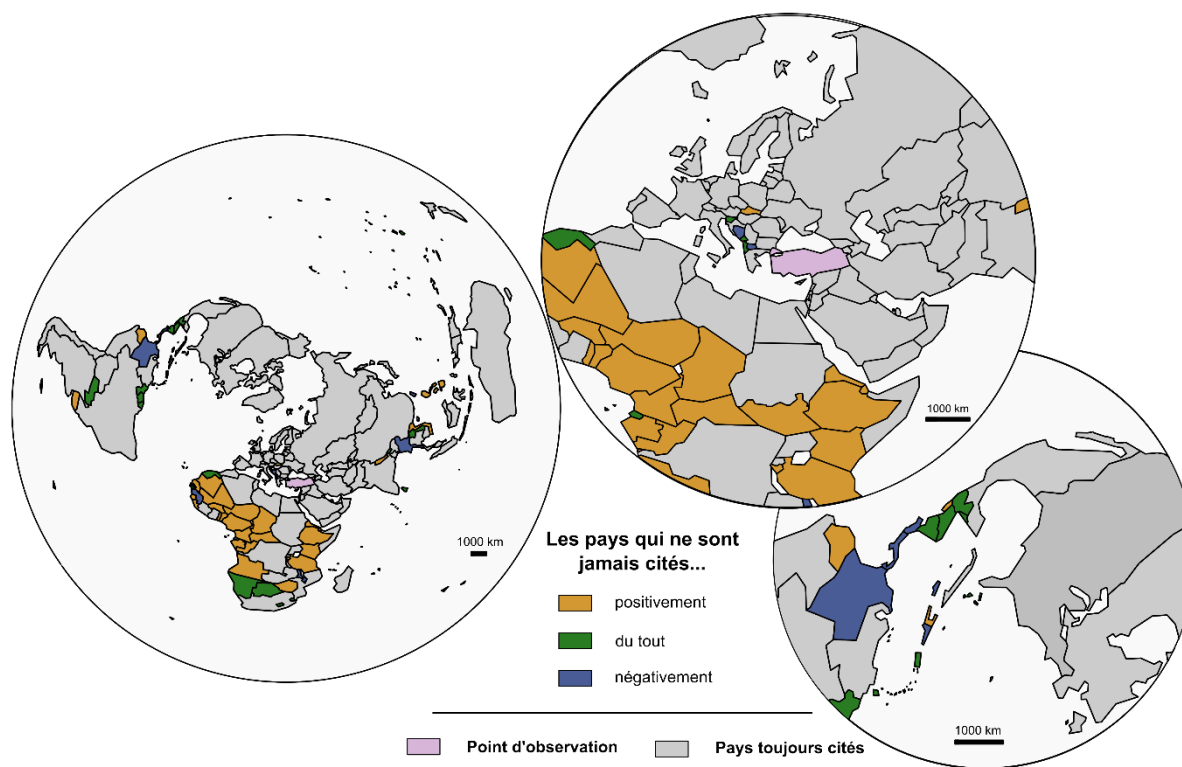 1000 km
1000 km
1000 km
Les pays qui ne sont
jamais cités...
positivement
du tout
négativement
Point d'observation
Pays toujours cités